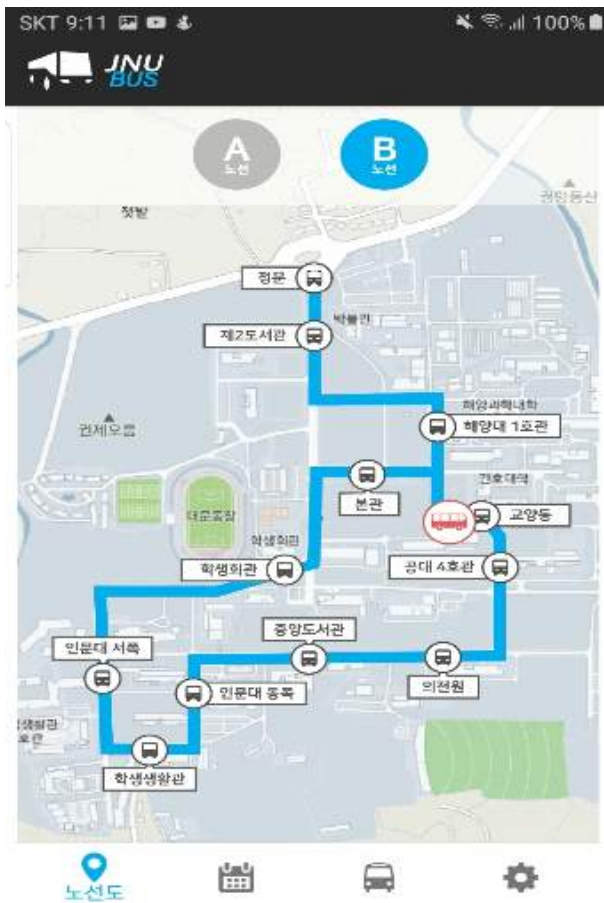 SKT 9:11
100%
JNU
BUS
A
노선
B
노선
정문
제2도서관
박물관
해양과학대학
해양대 1호관
간호대학
본관
교양동
대운동장
학생회관
학생회관
공대 4호관
중앙도서관
인문대 서쪽
인문대 동쪽
의전원
학생생활관
노선도